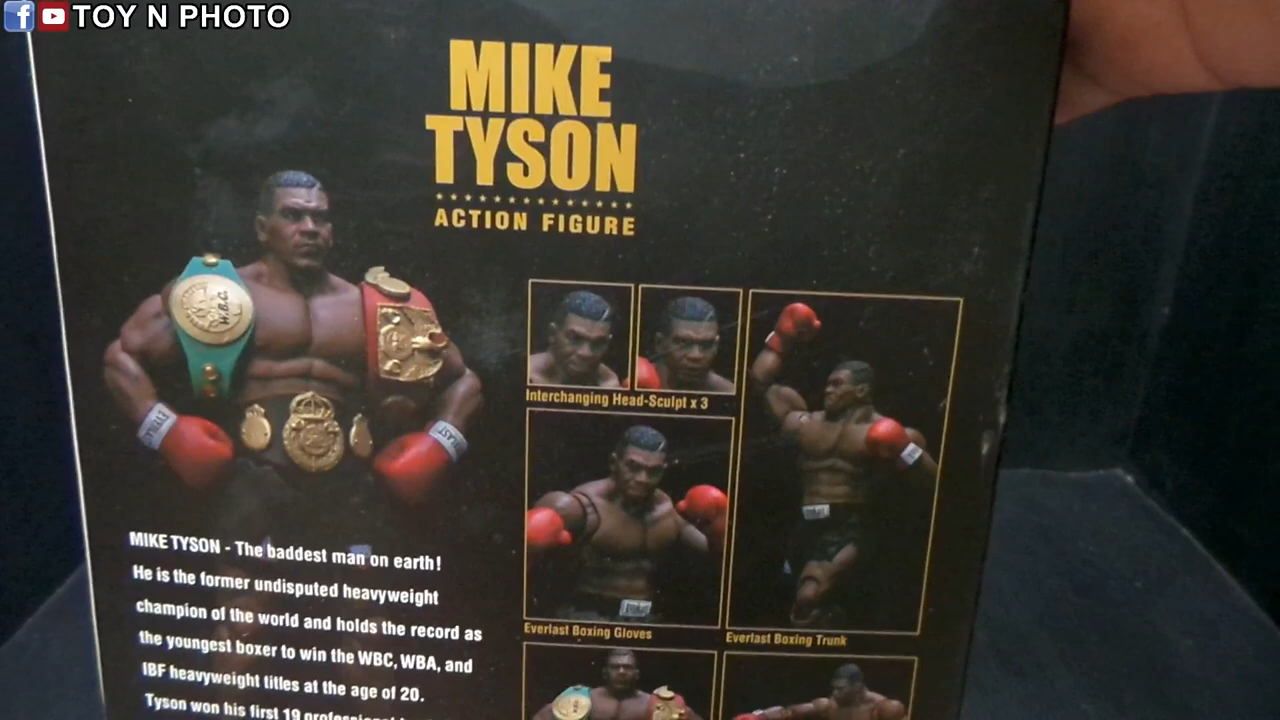 TOY N PHOTO
MIKE
TYSON
ACTION FIGURE
W.B.C.
Interchanging Head-Sculpt x 3
Everlast Boxing Gloves
Everlast Boxing Trunk
MIKE TYSON - The baddest man on earth!
He is the former undisputed heavyweight
champion of the world and holds the record as
the youngest boxer to win the WBC, WBA, and
IBF heavyweight titles at the age of 20.
Tyson won his first 19